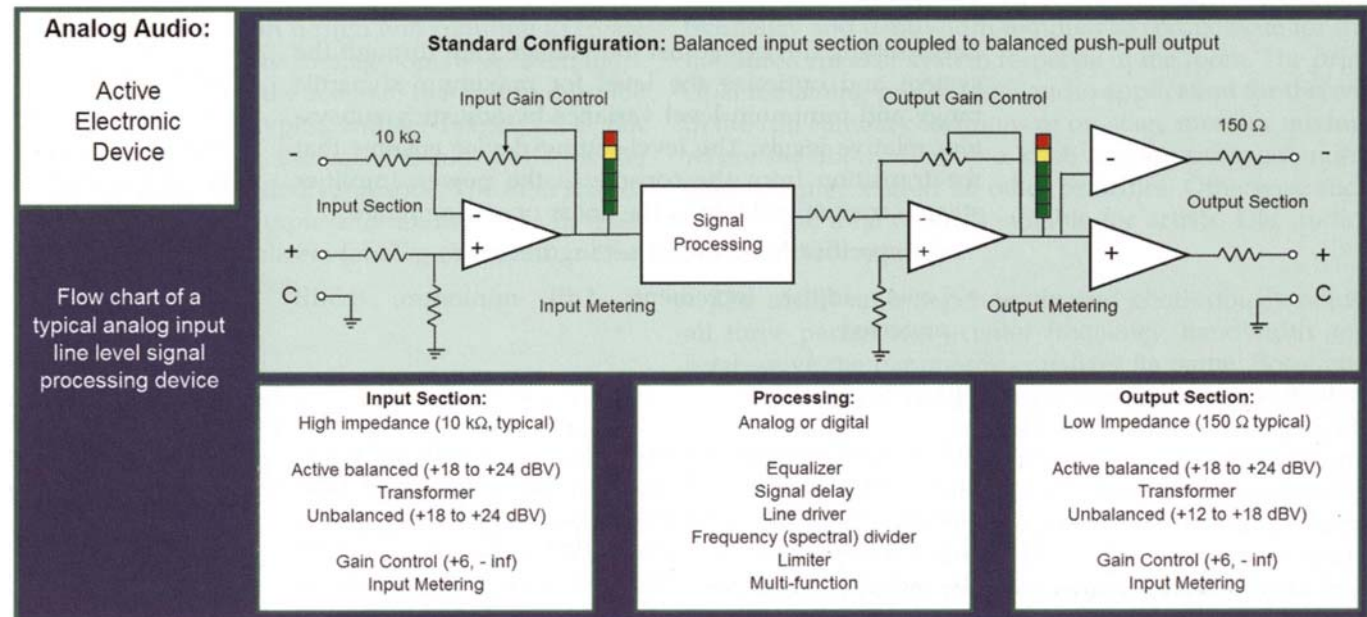 Analog Audio:
Active
Electronic
Device
Flow chart of a
typical analog input
line level signal
processing device
Standard Configuration: Balanced input section coupled to balanced push-pull output
Input Gain Control
10 kΩ
-
Input Section
-
+
+
C
Input Metering
Signal
Processing
Output Gain Control
-
+
Output Metering
-
+
150 Ω
-
Output Section
+
C
Input Section:
High impedance (10 kΩ, typical)
Active balanced (+18 to +24 dBV)
Transformer
Unbalanced (+18 to +24 dBV)
Gain Control (+6, - inf)
Input Metering
Processing:
Analog or digital
Equalizer
Signal delay
Line driver
Frequency (spectral) divider
Limiter
Multi-function
Output Section:
Low Impedance (150 Ω typical)
Active balanced (+18 to +24 dBV)
Transformer
Unbalanced (+12 to +18 dBV)
Gain Control (+6, - inf)
Input Metering